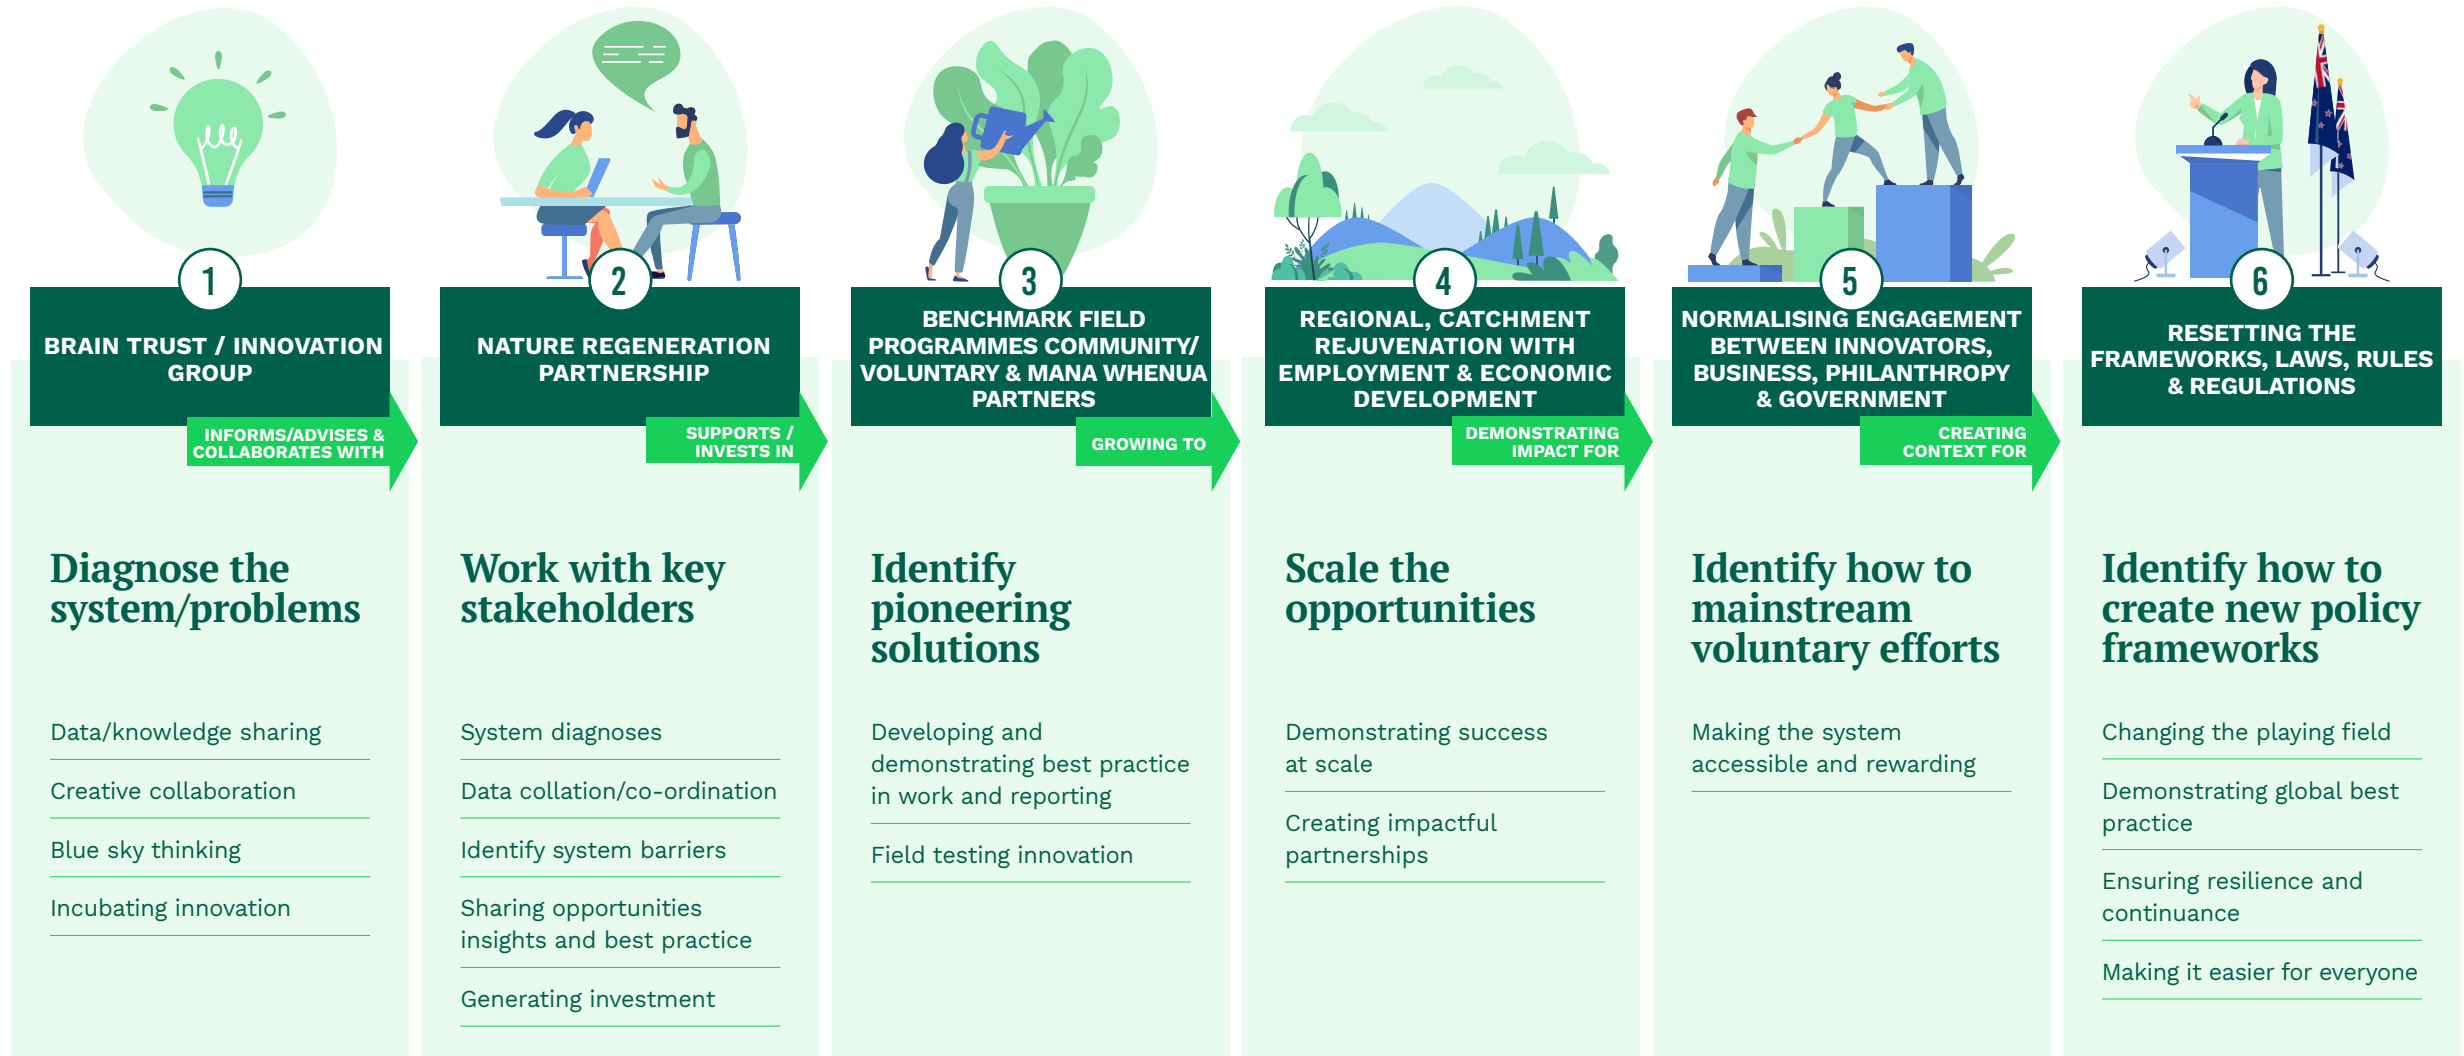 1
BRAIN TRUST / INNOVATION
GROUP
INFORMS/ADVISES &
COLLABORATES WITH
Diagnose the
system/problems
Data/knowledge sharing
Creative collaboration
Blue sky thinking
Incubating innovation
2
NATURE REGENERATION
PARTNERSHIP
SUPPORTS /
INVESTS IN
Work with key
stakeholders
System diagnoses
Data collation/co-ordination
Identify system barriers
Sharing opportunities
insights and best practice
Generating investment
3
BENCHMARK FIELD
PROGRAMMES COMMUNITY/
VOLUNTARY & MANA WHENUA
PARTNERS
GROWING TO
Identify
pioneering
solutions
Developing and
demonstrating best practice
in work and reporting
Field testing innovation
4
REGIONAL, CATCHMENT
REJUVENATION WITH
EMPLOYMENT & ECONOMIC
DEVELOPMENT
DEMONSTRATING
IMPACT FOR
Scale the
opportunities
Demonstrating success
at scale
Creating impactful
partnerships
5
NORMALISING ENGAGEMENT
BETWEEN INNOVATORS,
BUSINESS, PHILANTHROPY
& GOVERNMENT
CREATING
CONTEXT FOR
Identify how to
mainstream
voluntary efforts
Making the system
accessible and rewarding
6
RESETTING THE
FRAMEWORKS, LAWS, RULES
& REGULATIONS
Identify how to
create new policy
frameworks
Changing the playing field
Demonstrating global best
practice
Ensuring resilience and
continuance
Making it easier for everyone